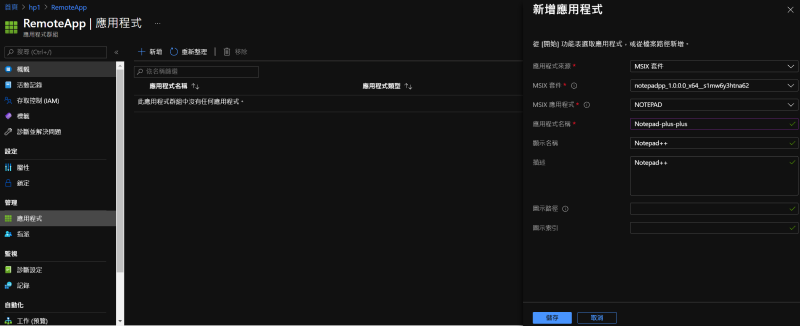 首頁 > hp1 > RemoteApp
RemoteApp | 應用程式 ...
應用程式群組
搜尋 (Ctrl+/)
«
概觀
活動記錄
存取控制 (IAM)
標籤
診斷並解決問題
設定
屬性
鎖定
管理
應用程式
指派
監視
診斷設定
記錄
自動化
工作 (預覽)
+ 新增
重新整理
移除
依名稱篩選
應用程式名稱 ↑↓
應用程式類型 ↑↓
此應用程式群組中沒有任何應用程式。
新增應用程式
從 [開始] 功能表選取應用程式，或從檔案路徑新增。
應用程式來源 *
MSIX 套件
MSIX 套件 *
notepadpp_1.0.0.0_x64__s1mw6y3htna62
MSIX 應用程式 *
NOTEPAD
應用程式名稱 *
Notepad-plus-plus
顯示名稱
Notepad++
描述
Notepad++
圖示路徑
圖示索引
儲存
取消